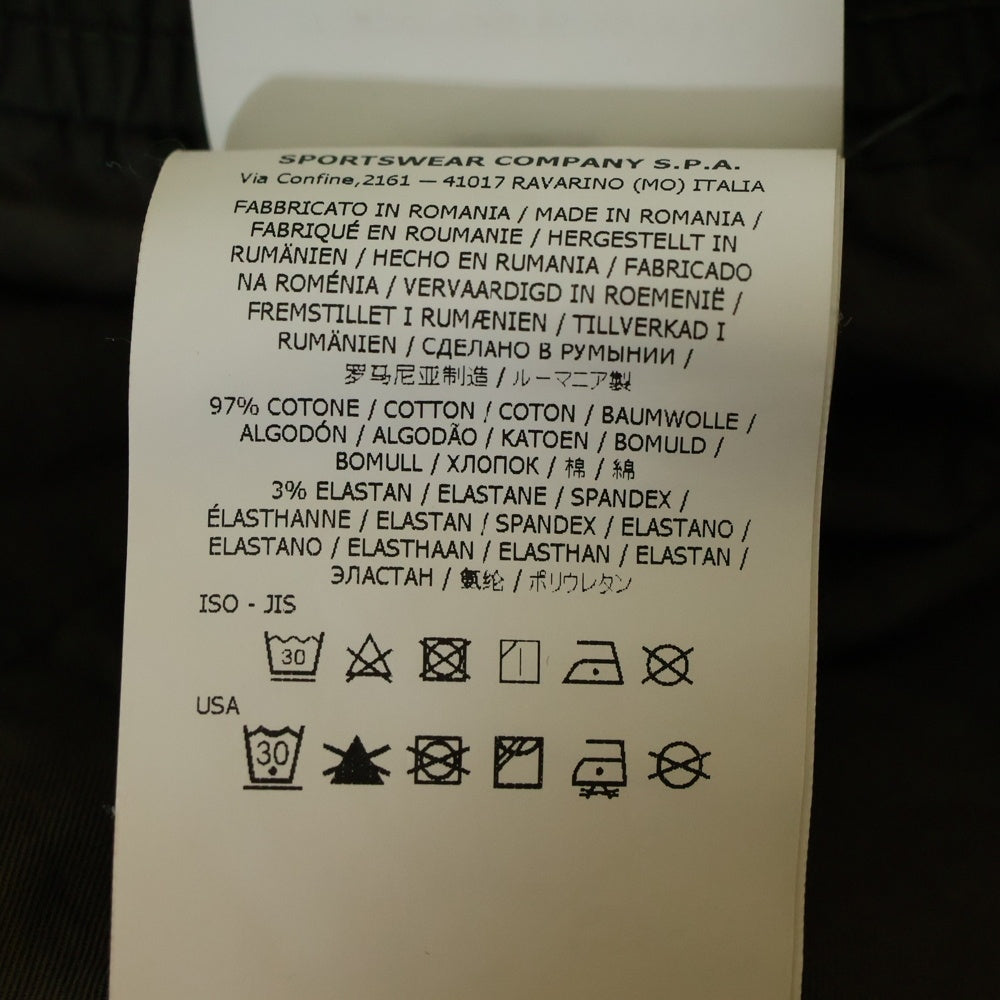 SPORTSWEAR COMPANY S.P.A.
Via Confine,2161 — 41017 RAVARINO (MO) ITALIA
FABBRICATO IN ROMANIA / MADE IN ROMANIA /
FABRIQUÉ EN ROUMANIE / HERGESTELLT IN
RUMÄNIEN / HECHO EN RUMANIA / FABRICADO
NA ROMÉNIA / VERVAARDIGD IN ROEMENIË /
FREMSTILLET I RUMÆNIEN / TILLVERKAD I
RUMÄNIEN / СДЕЛАНО В РУМЫНИИ /
罗马尼亚制造 / ルーマニア製
97% COTONE / COTTON / COTON / BAUMWOLLE /
ALGODÓN / ALGODÃO / KATOEN / BOMULD /
BOMULL / ХЛОПОК / 棉 / 綿
3% ELASTAN / ELASTANE / SPANDEX /
ÉLASTHANNE / ELASTAN / SPANDEX / ELASTANO /
ELASTANO / ELASTHAAN / ELASTHAN / ELASTAN /
ЭЛАСТАН / 氨纶 / ポリウレタン
ISO - JIS
30
USA
30